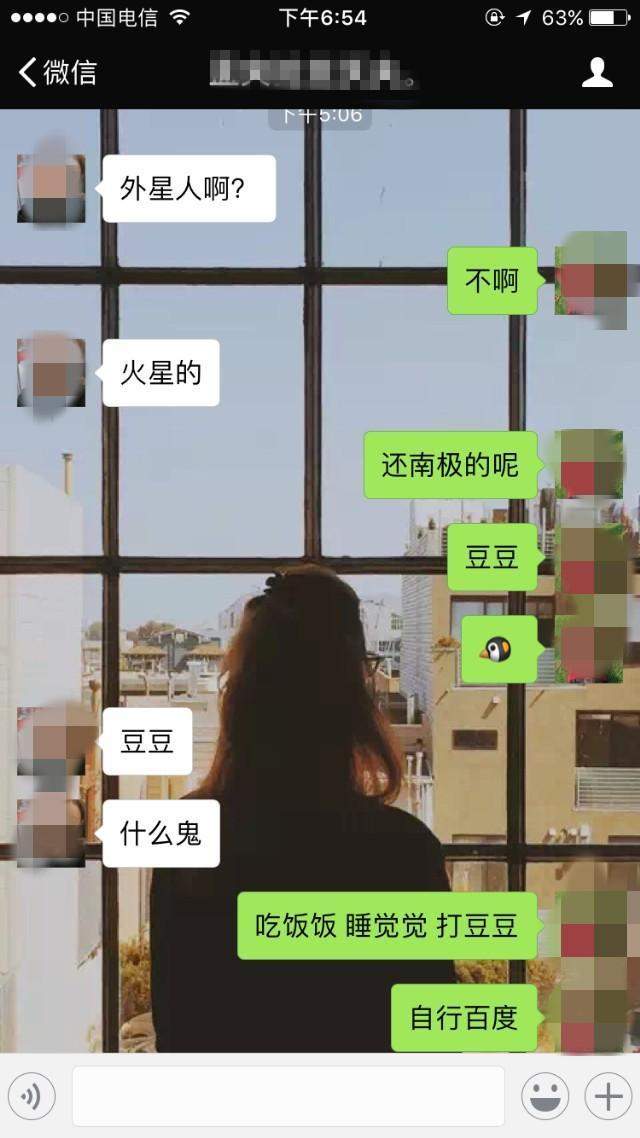 中国电信 下午6:54 63%
微信
下午5:06
外星人啊?
不啊
火星的
还南极的呢
豆豆
豆豆
什么鬼
吃饭饭 睡觉觉 打豆豆
自行百度